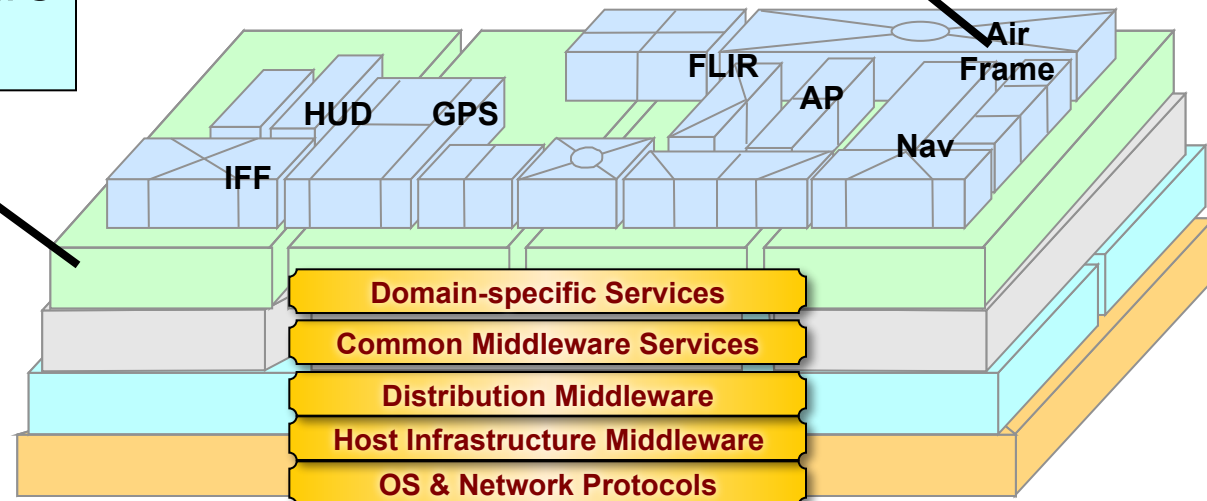 Air
Frame
FLIR
AP
HUD
GPS
Nav
IFF
Domain-specific Services
Common Middleware Services
Distribution Middleware
Host Infrastructure Middleware
OS & Network Protocols